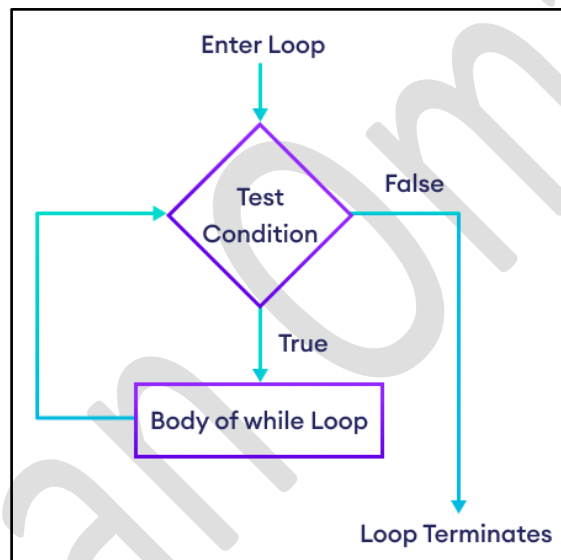 Enter Loop
Test
Condition
False
True
Body of while Loop
Loop Terminates